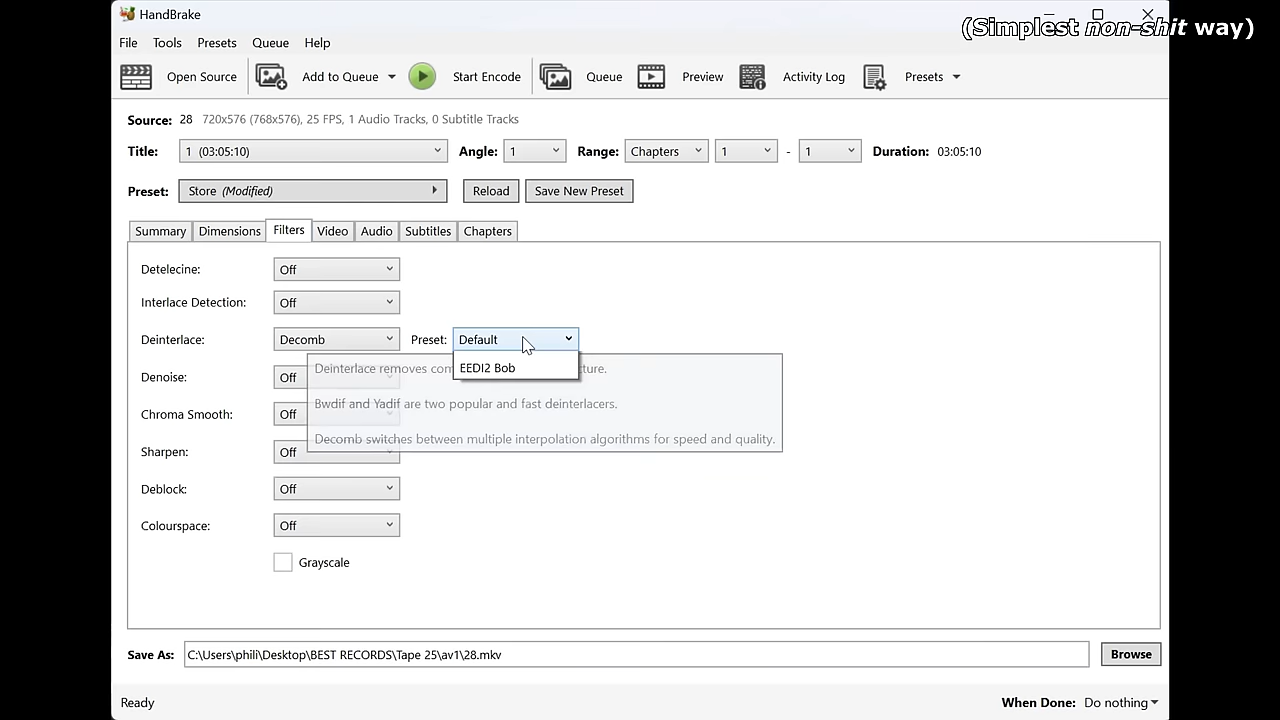 HandBrake
(Simplest non-shit way)
File Tools Presets Queue Help
Open Source Add to Queue Start Encode Queue Preview Activity Log Presets
Source: 28 720x576 (768x576), 25 FPS, 1 Audio Tracks, 0 Subtitle Tracks
Title: 1 (03:05:10) Angle: 1 Range: Chapters 1 - 1 Duration: 03:05:10
Preset: Store (Modified) Reload Save New Preset
Summary Dimensions Filters Video Audio Subtitles Chapters
Detelecine: Off
Interlace Detection: Off
Deinterlace: Decomb Preset: Default
EEDI2 Bob
Deinterlace removes com ture.
Denoise: Off
Bwdif and Yadif are two popular and fast deinterlacers.
Chroma Smooth: Off
Decomb switches between multiple interpolation algorithms for speed and quality.
Sharpen: Off
Deblock: Off
Colourspace: Off
Grayscale
Save As: C:\Users\phili\Desktop\BEST RECORDS\Tape 25\av1\28.mkv Browse
Ready When Done: Do nothing